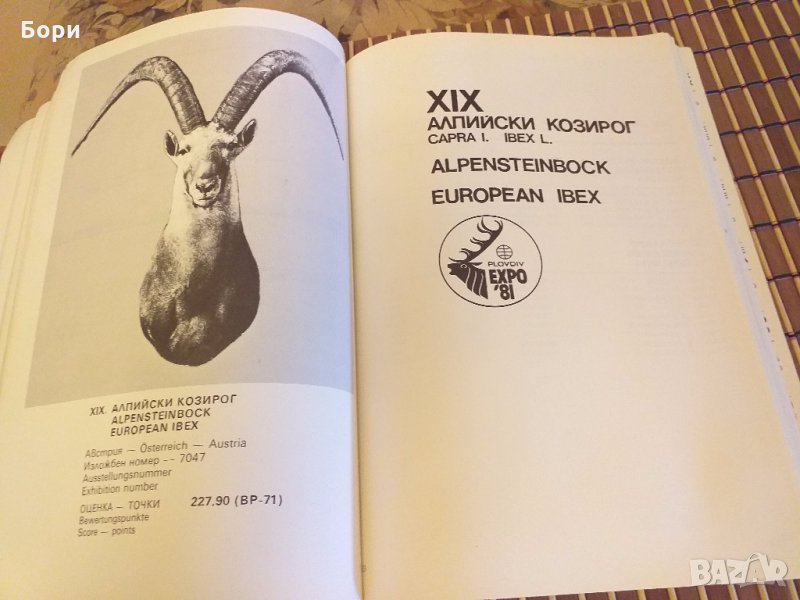 Бори
XIX. АЛПИЙСКИ КОЗИРОГ
ALPENSTEINBOCK
EUROPEAN IBEX
Австрия — Österreich — Austria
Изложбен номер -- 7047
Ausstellungsnummer
Exhibition number
ОЦЕНКА — ТОЧКИ 227,90 (BP-71)
Bewertungspunkte
Score — points
XIX
АЛПИЙСКИ КОЗИРОГ
CAPRA I. IBEX L.
ALPENSTEINBOCK
EUROPEAN IBEX
PLOVDIV
EXPO
'81
BAZAR